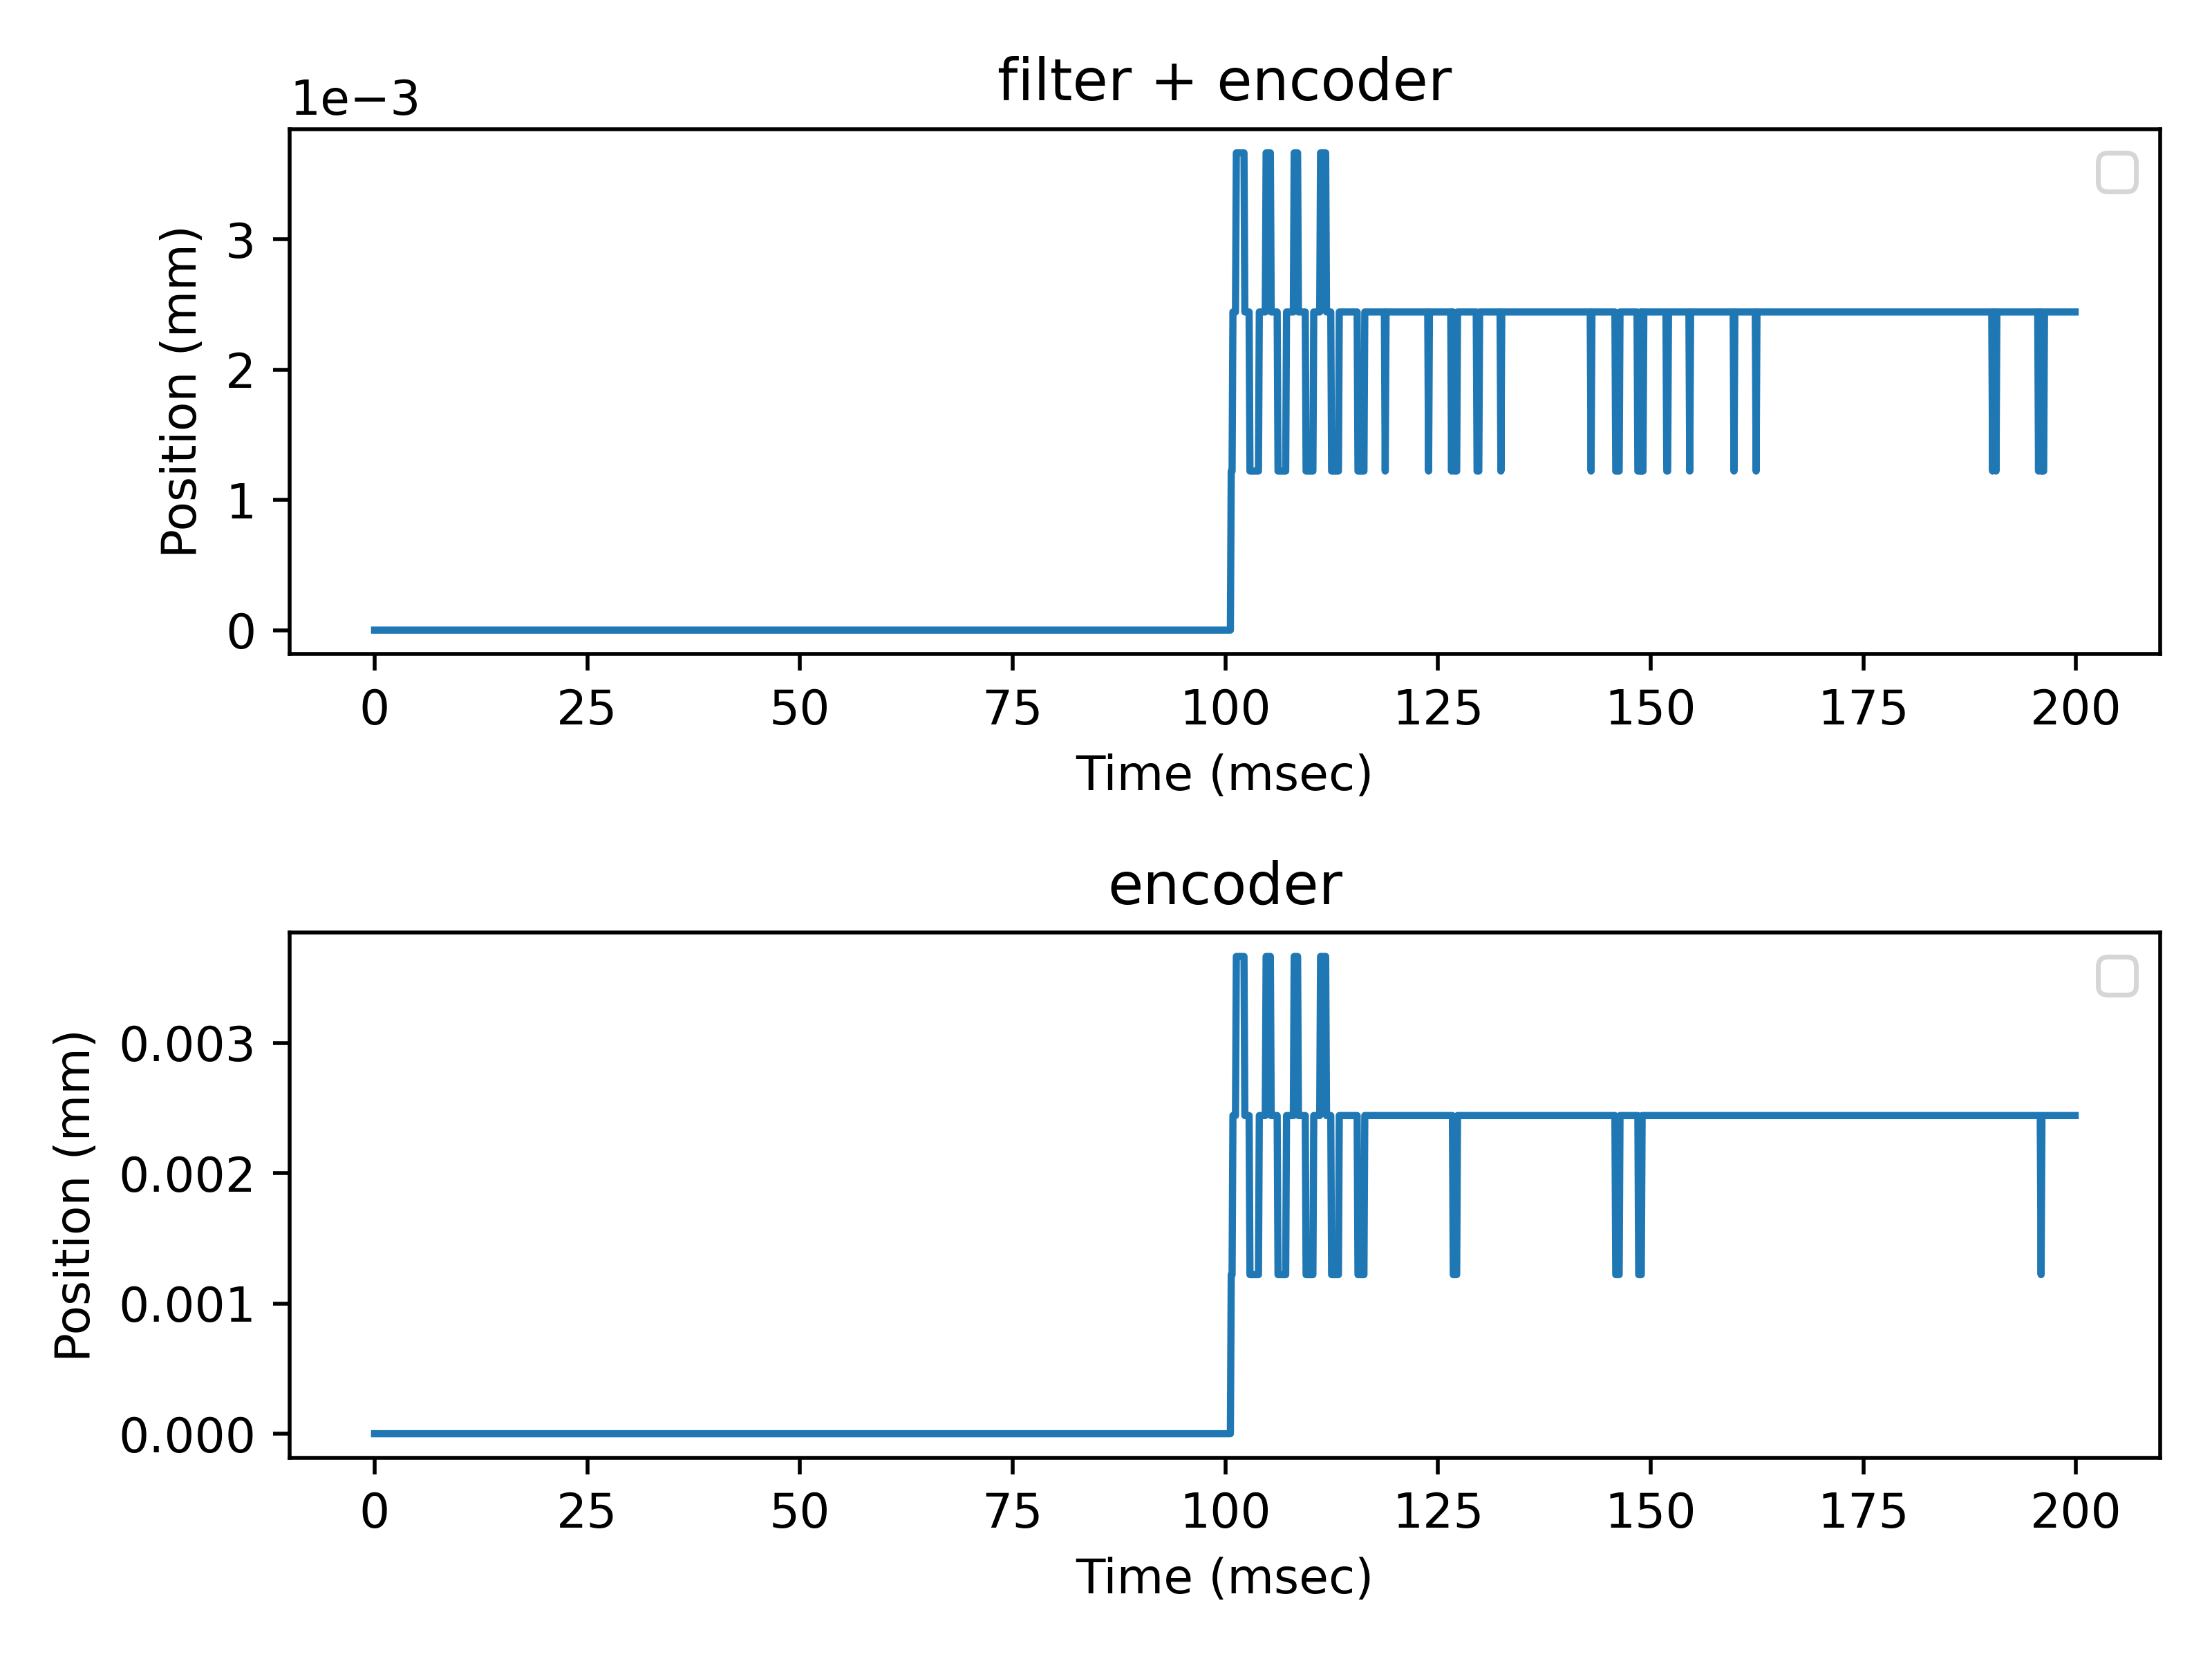 filter + encoder
1e−3
Position (mm)
3
2
1
0
0 25 50 75 100 125 150 175 200
Time (msec)
encoder
Position (mm)
0.003
0.002
0.001
0.000
0 25 50 75 100 125 150 175 200
Time (msec)